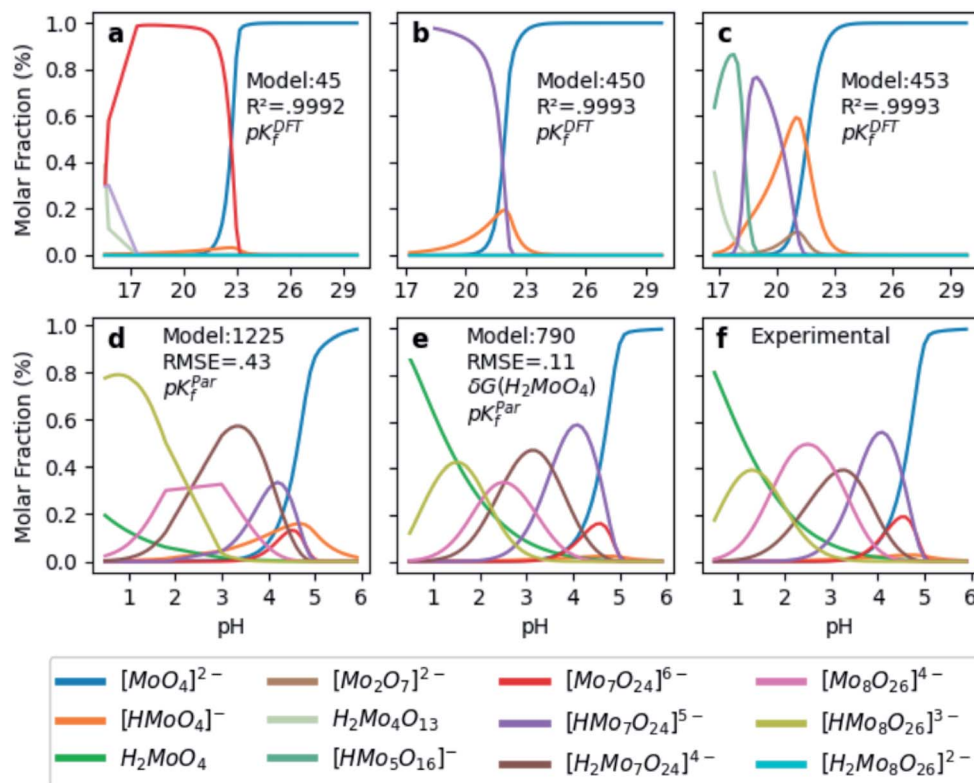 a b c
Model:45 Model:450 Model:453
R²=.9992 R²=.9993 R²=.9993
pK_f^{DFT} pK_f^{DFT} pK_f^{DFT}
Molar Fraction (%)
1.0
0.8
0.6
0.4
0.2
0.0
17 20 23 26 29 17 20 23 26 29 17 20 23 26 29
d Model:1225 e Model:790 f Experimental
RMSE=.43 RMSE=.11
pK_f^{Par} δG(H₂MoO₄)
pK_f^{Par}
Molar Fraction (%)
1.0
0.8
0.6
0.4
0.2
0.0
1 2 3 4 5 6 1 2 3 4 5 6 1 2 3 4 5 6
pH pH pH
[MoO₄]²⁻ [Mo₂O₇]²⁻ [Mo₇O₂₄]⁶⁻ [Mo₈O₂₆]⁴⁻
[HMoO₄]⁻ H₂Mo₄O₁₃ [HMo₇O₂₄]⁵⁻ [HMo₈O₂₆]³⁻
H₂MoO₄ [HMo₅O₁₆]⁻ [H₂Mo₇O₂₄]⁴⁻ [H₂Mo₈O₂₆]²⁻